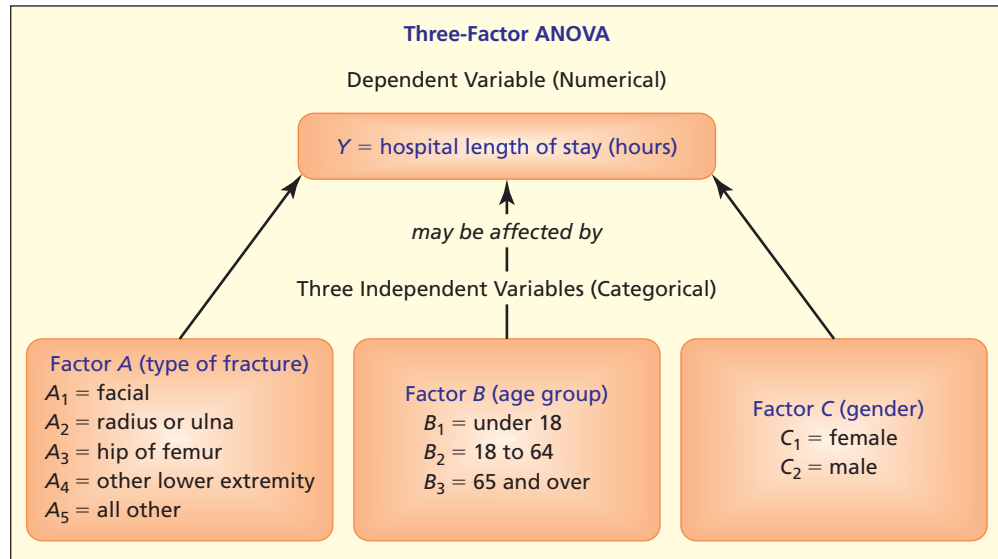 Three-Factor ANOVA
Dependent Variable (Numerical)
Y = hospital length of stay (hours)
may be affected by
Three Independent Variables (Categorical)
Factor A (type of fracture)
A₁ = facial
A₂ = radius or ulna
A₃ = hip of femur
A₄ = other lower extremity
A₅ = all other
Factor B (age group)
B₁ = under 18
B₂ = 18 to 64
B₃ = 65 and over
Factor C (gender)
C₁ = female
C₂ = male